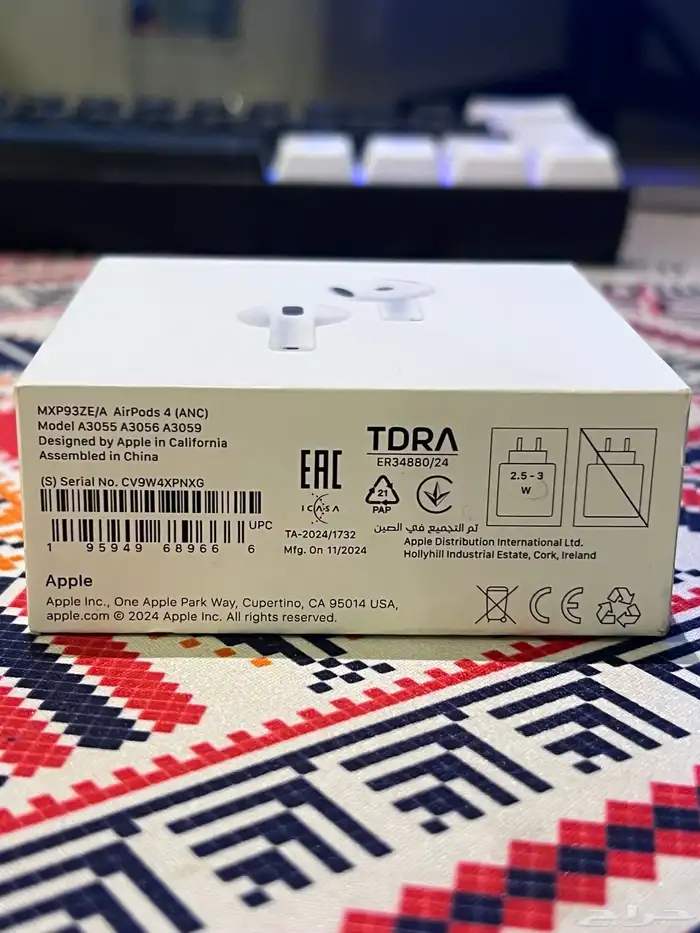 MXP93ZE/A AirPods 4 (ANC)
Model A3055 A3056 A3059
Designed by Apple in California
Assembled in China
(S) Serial No. CV9W4XPNXG
UPC
1 95949 68966 6
EAC
ICASA
TA-2024/1732
Mfg. On 11/2024
TDRA
ER34880/24
21
PAP
2.5 - 3
W
تم التجميع في الصين
Apple Distribution International Ltd.
Hollyhill Industrial Estate, Cork, Ireland
Apple
Apple Inc., One Apple Park Way, Cupertino, CA 95014 USA,
apple.com © 2024 Apple Inc. All rights reserved.
CE
حراج